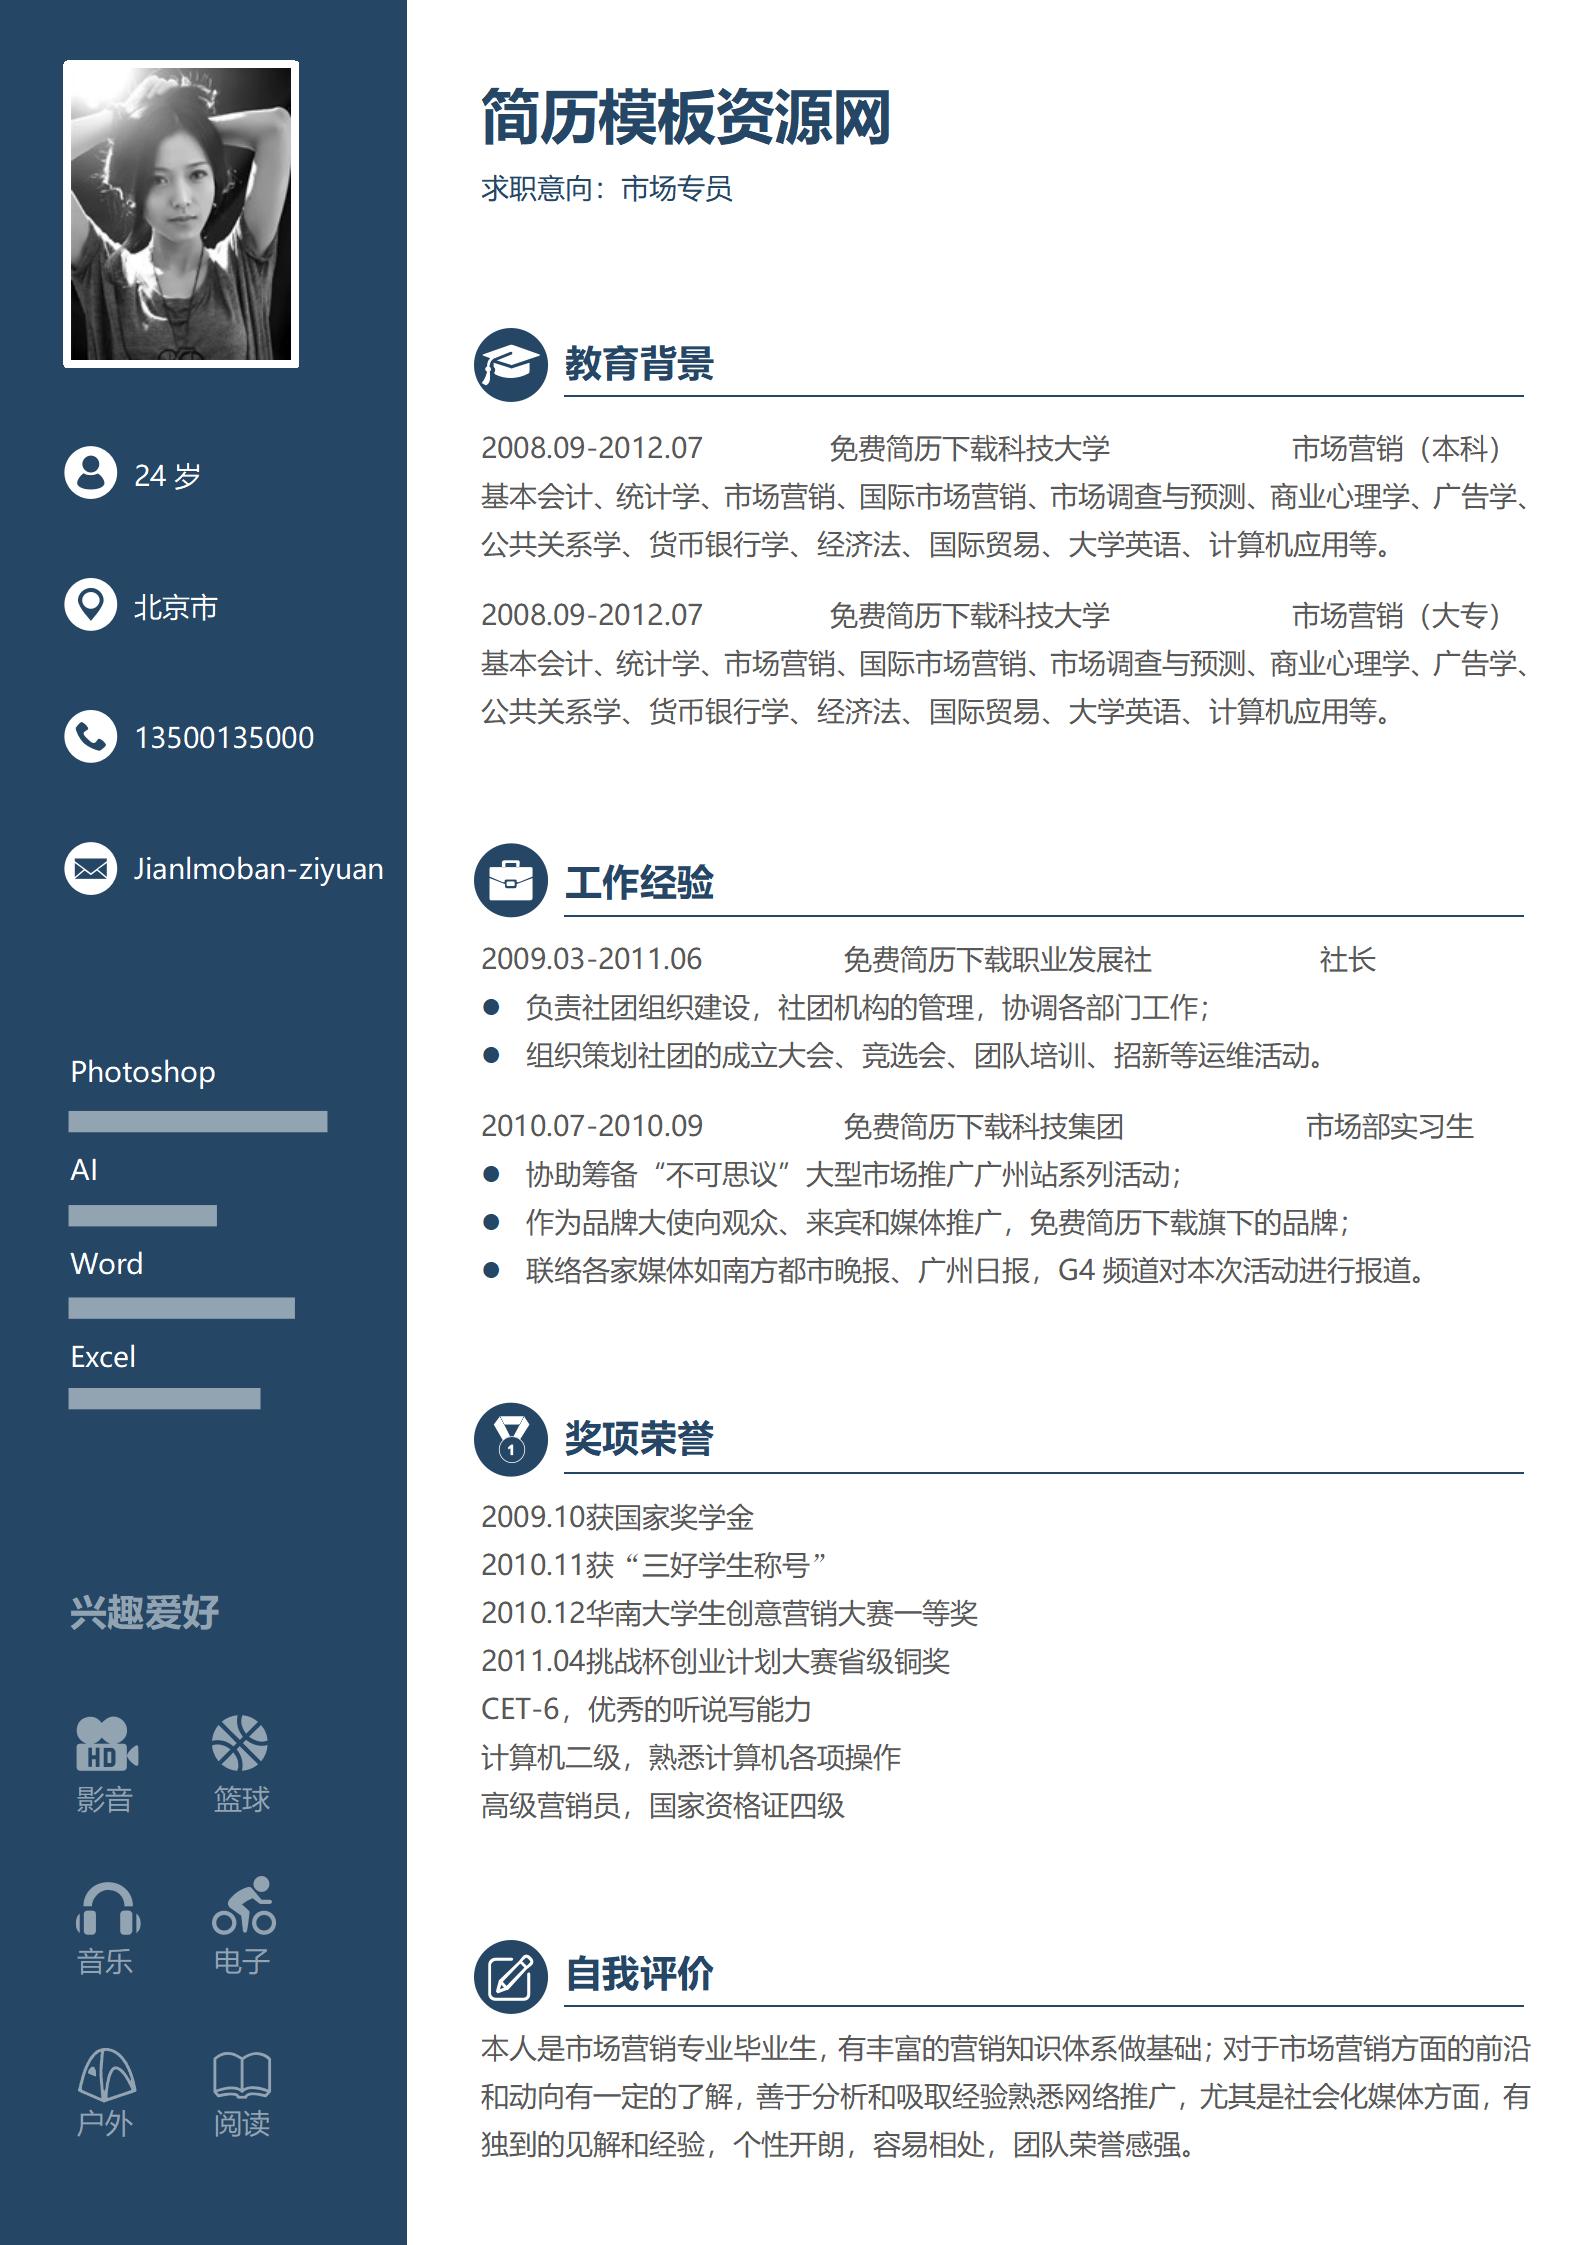 简历模板资源网
求职意向：市场专员
24 岁
北京市
13500135000
Jianlmoban-ziyuan
Photoshop
AI
Word
Excel
兴趣爱好
HD
影音
篮球
音乐
电子
户外
阅读
教育背景
2008.09-2012.07 免费简历下载科技大学 市场营销（本科）
基本会计、统计学、市场营销、国际市场营销、市场调查与预测、商业心理学、广告学、
公共关系学、货币银行学、经济法、国际贸易、大学英语、计算机应用等。
2008.09-2012.07 免费简历下载科技大学 市场营销（大专）
基本会计、统计学、市场营销、国际市场营销、市场调查与预测、商业心理学、广告学、
公共关系学、货币银行学、经济法、国际贸易、大学英语、计算机应用等。
工作经验
2009.03-2011.06 免费简历下载职业发展社 社长
● 负责社团组织建设，社团机构的管理，协调各部门工作；
● 组织策划社团的成立大会、竞选会、团队培训、招新等运维活动。
2010.07-2010.09 免费简历下载科技集团 市场部实习生
● 协助筹备“不可思议”大型市场推广广州站系列活动；
● 作为品牌大使向观众、来宾和媒体推广，免费简历下载旗下的品牌；
● 联络各家媒体如南方都市晚报、广州日报，G4 频道对本次活动进行报道。
1
奖项荣誉
2009.10获国家奖学金
2010.11获“三好学生称号”
2010.12华南大学生创意营销大赛一等奖
2011.04挑战杯创业计划大赛省级铜奖
CET-6，优秀的听说写能力
计算机二级，熟悉计算机各项操作
高级营销员，国家资格证四级
自我评价
本人是市场营销专业毕业生，有丰富的营销知识体系做基础；对于市场营销方面的前沿
和动向有一定的了解，善于分析和吸取经验熟悉网络推广，尤其是社会化媒体方面，有
独到的见解和经验，个性开朗，容易相处，团队荣誉感强。